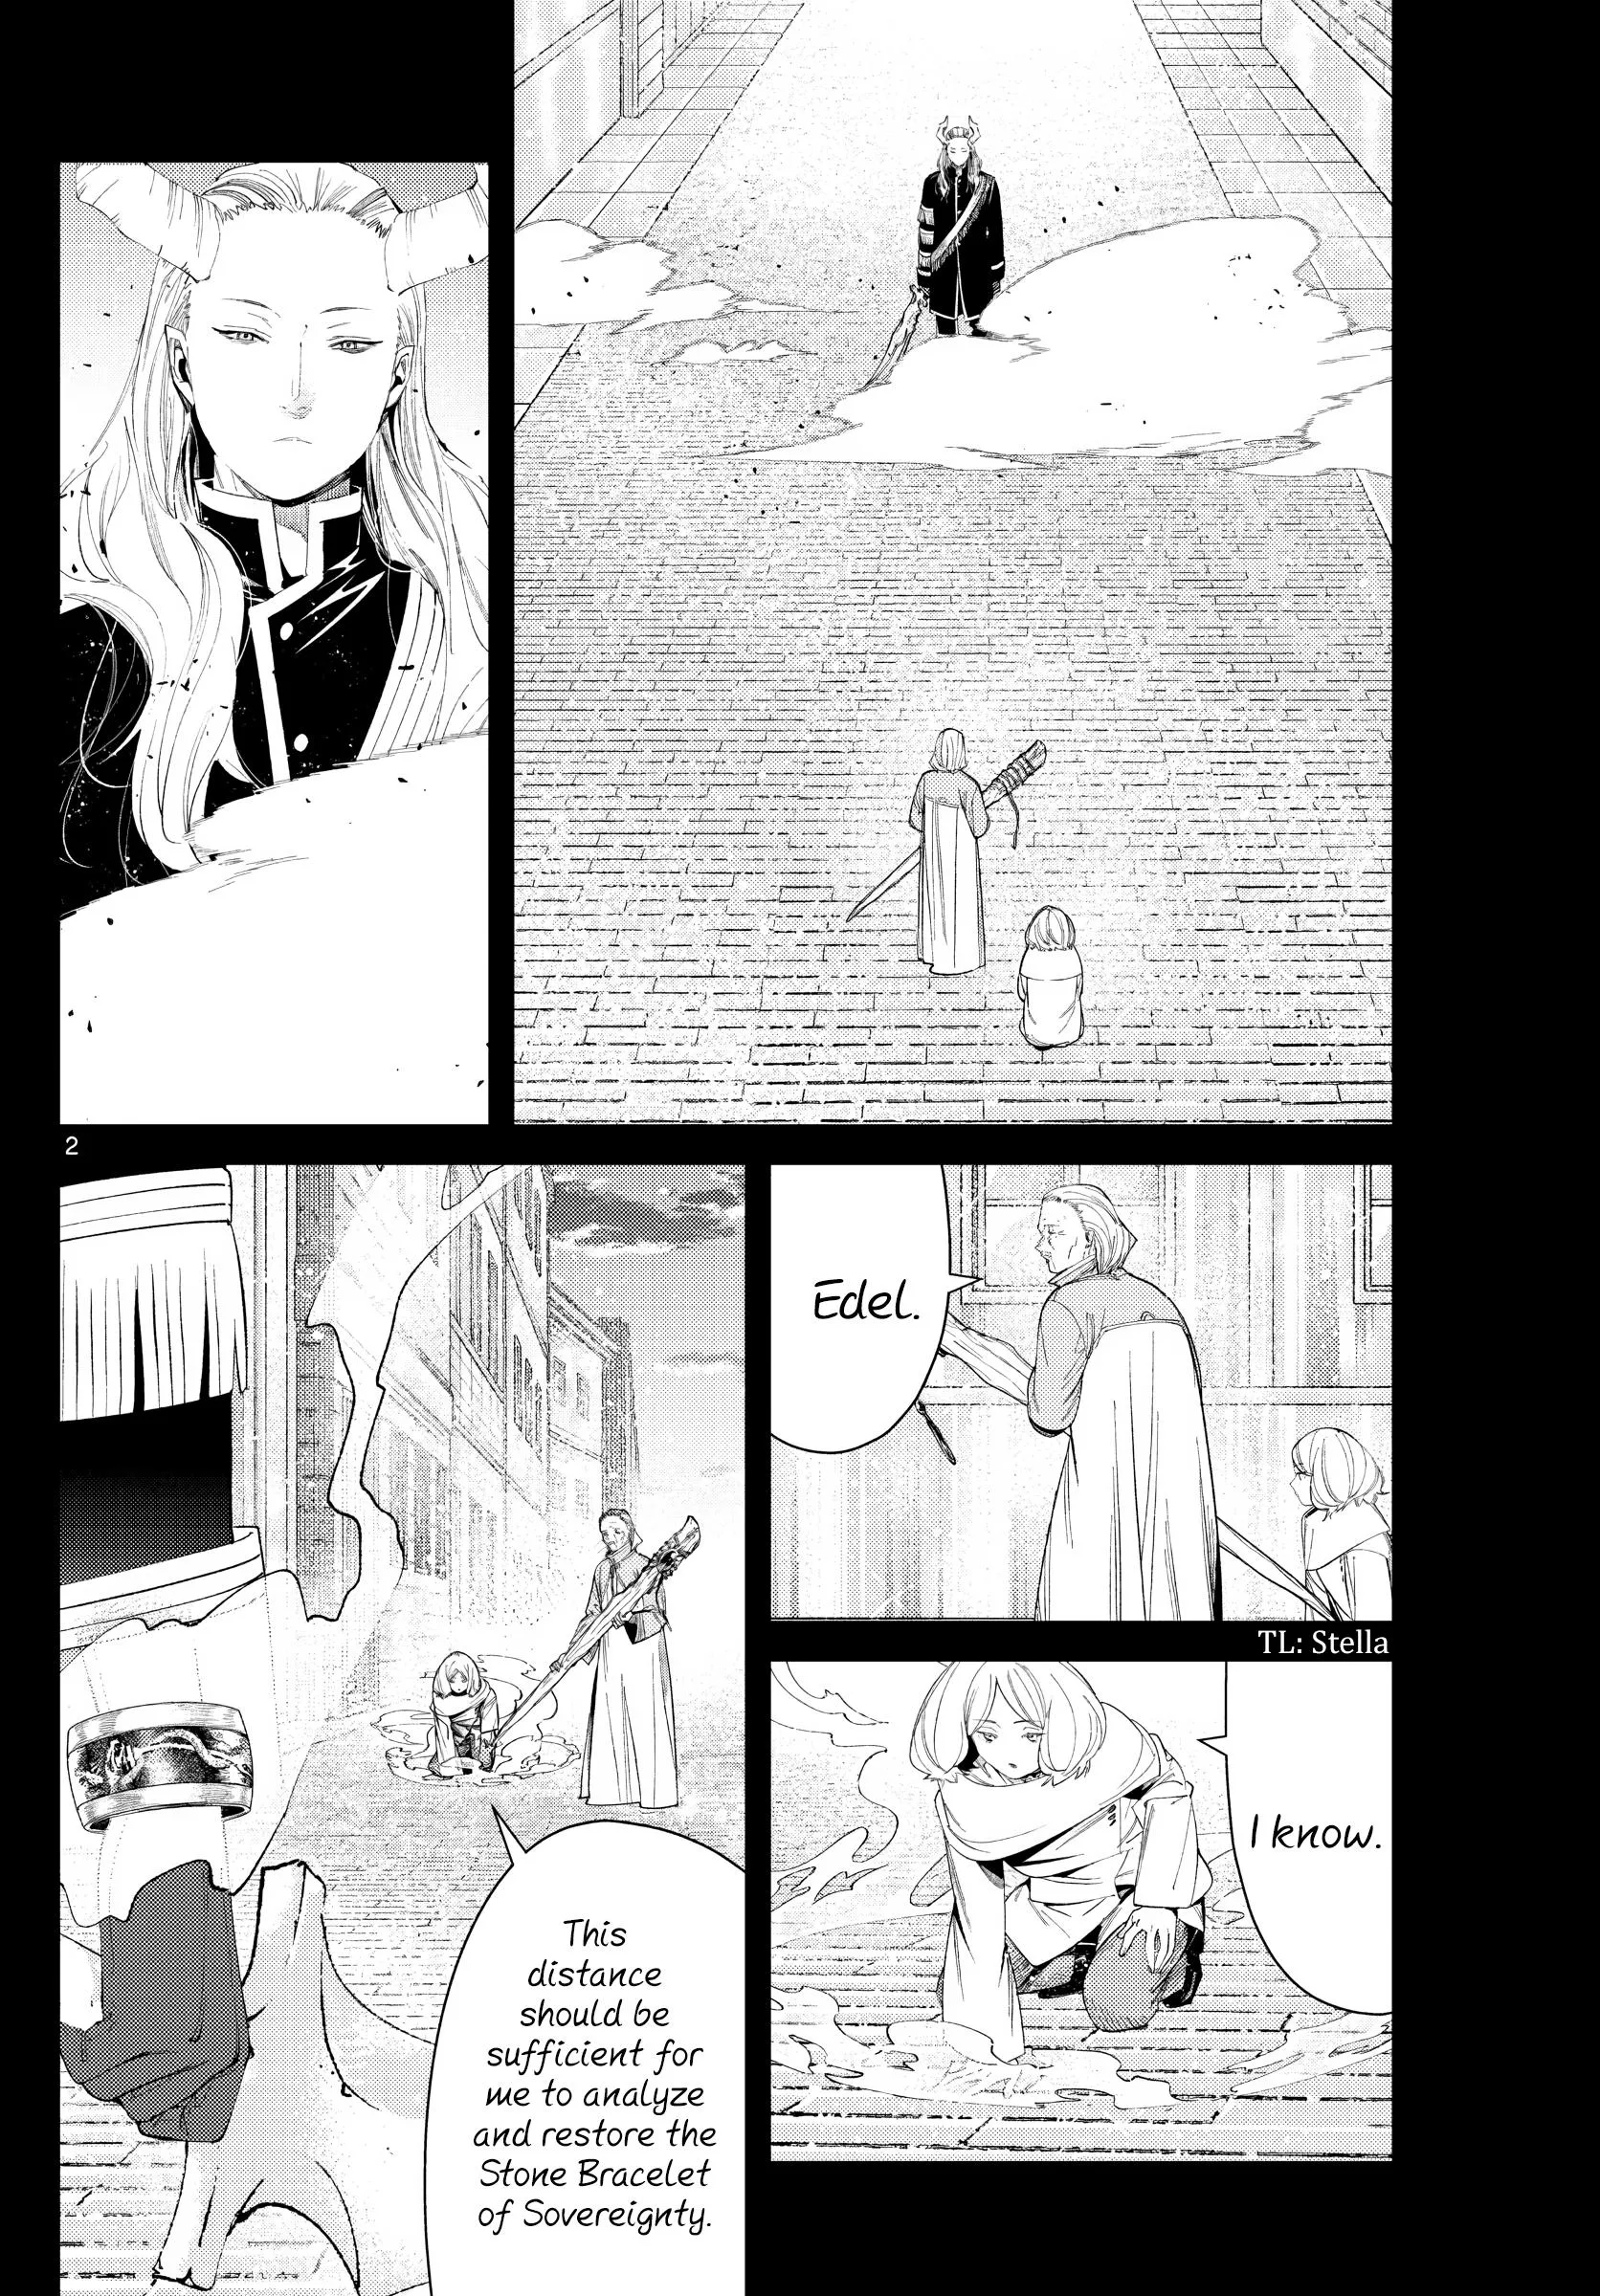 2
Edel.
TL: Stella
I know.
This
distance
should be
sufficient for
me to analyze
and restore the
Stone Bracelet
of Sovereignty.